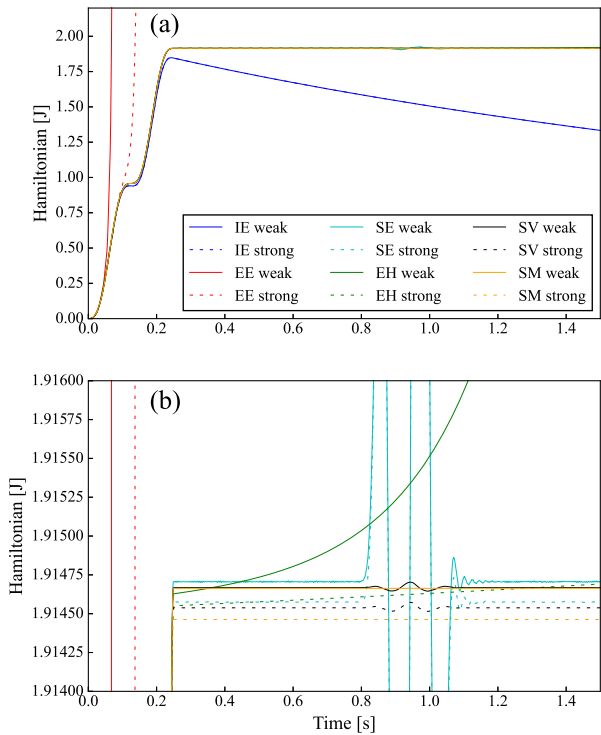 (a)
2.00
1.75
1.50
1.25
1.00
0.75
0.50
0.25
0.00
Hamiltonian [J]
IE weak SE weak SV weak
IE strong SE strong SV strong
EE weak EH weak SM weak
EE strong EH strong SM strong
0.0 0.2 0.4 0.6 0.8 1.0 1.2 1.4
(b)
1.91600
1.91575
1.91550
1.91525
1.91500
1.91475
1.91450
1.91425
1.91400
Hamiltonian [J]
0.0 0.2 0.4 0.6 0.8 1.0 1.2 1.4
Time [s]